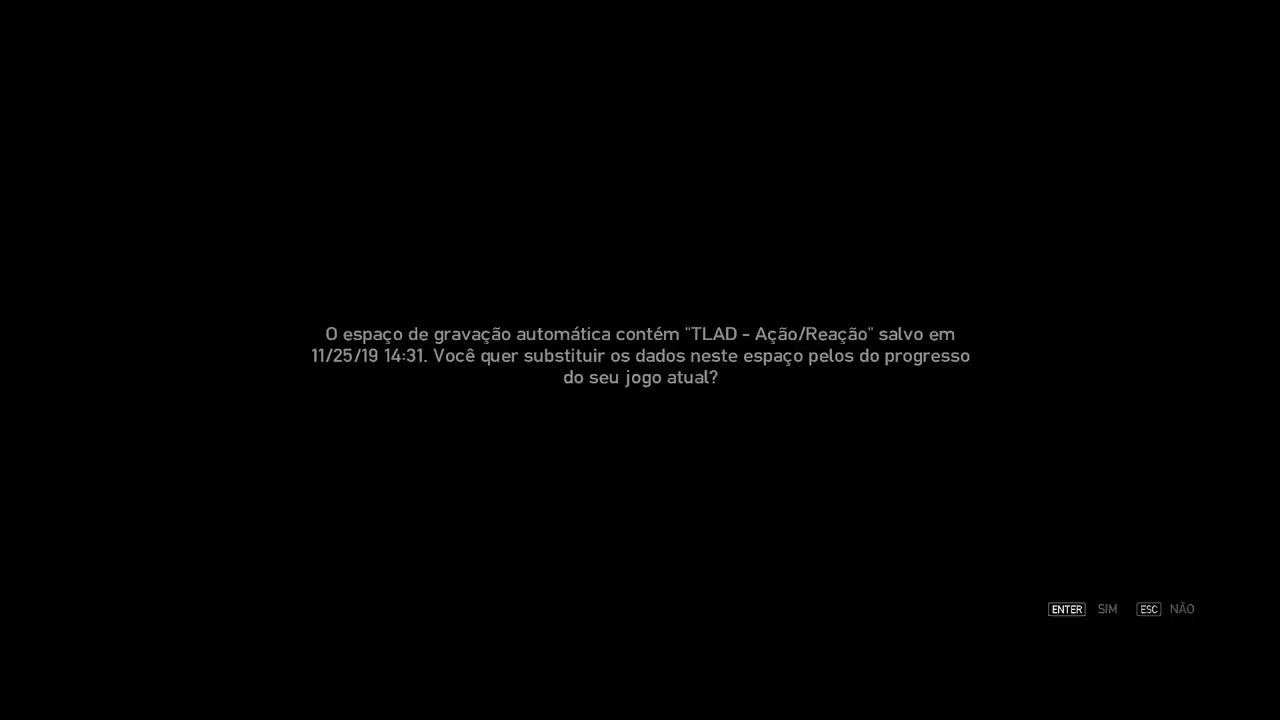 O espaço de gravação automática contém "TLAD - Ação/Reação" salvo em
11/25/19 14:31. Você quer substituir os dados neste espaço pelos do progresso
do seu jogo atual?
ENTER SIM ESC NÃO